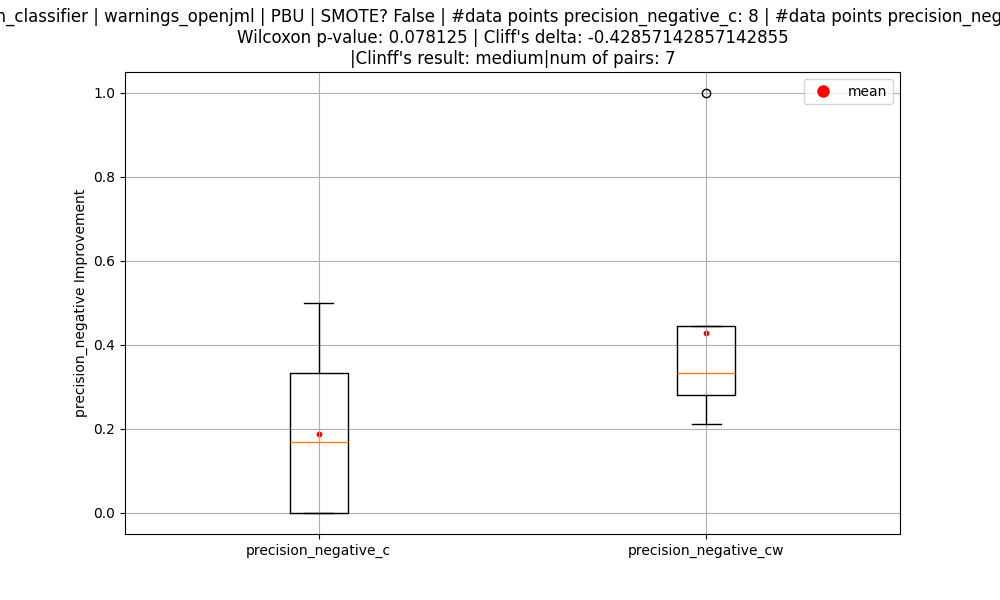 n_classifier | warnings_openjml | PBU | SMOTE? False | #data points precision_negative_c: 8 | #data points precision_neg
Wilcoxon p-value: 0.078125 | Cliff's delta: -0.42857142857142855
|Clinff's result: medium|num of pairs: 7
mean
1.0
0.8
0.6
0.4
0.2
0.0
precision_negative Improvement
precision_negative_c
precision_negative_cw